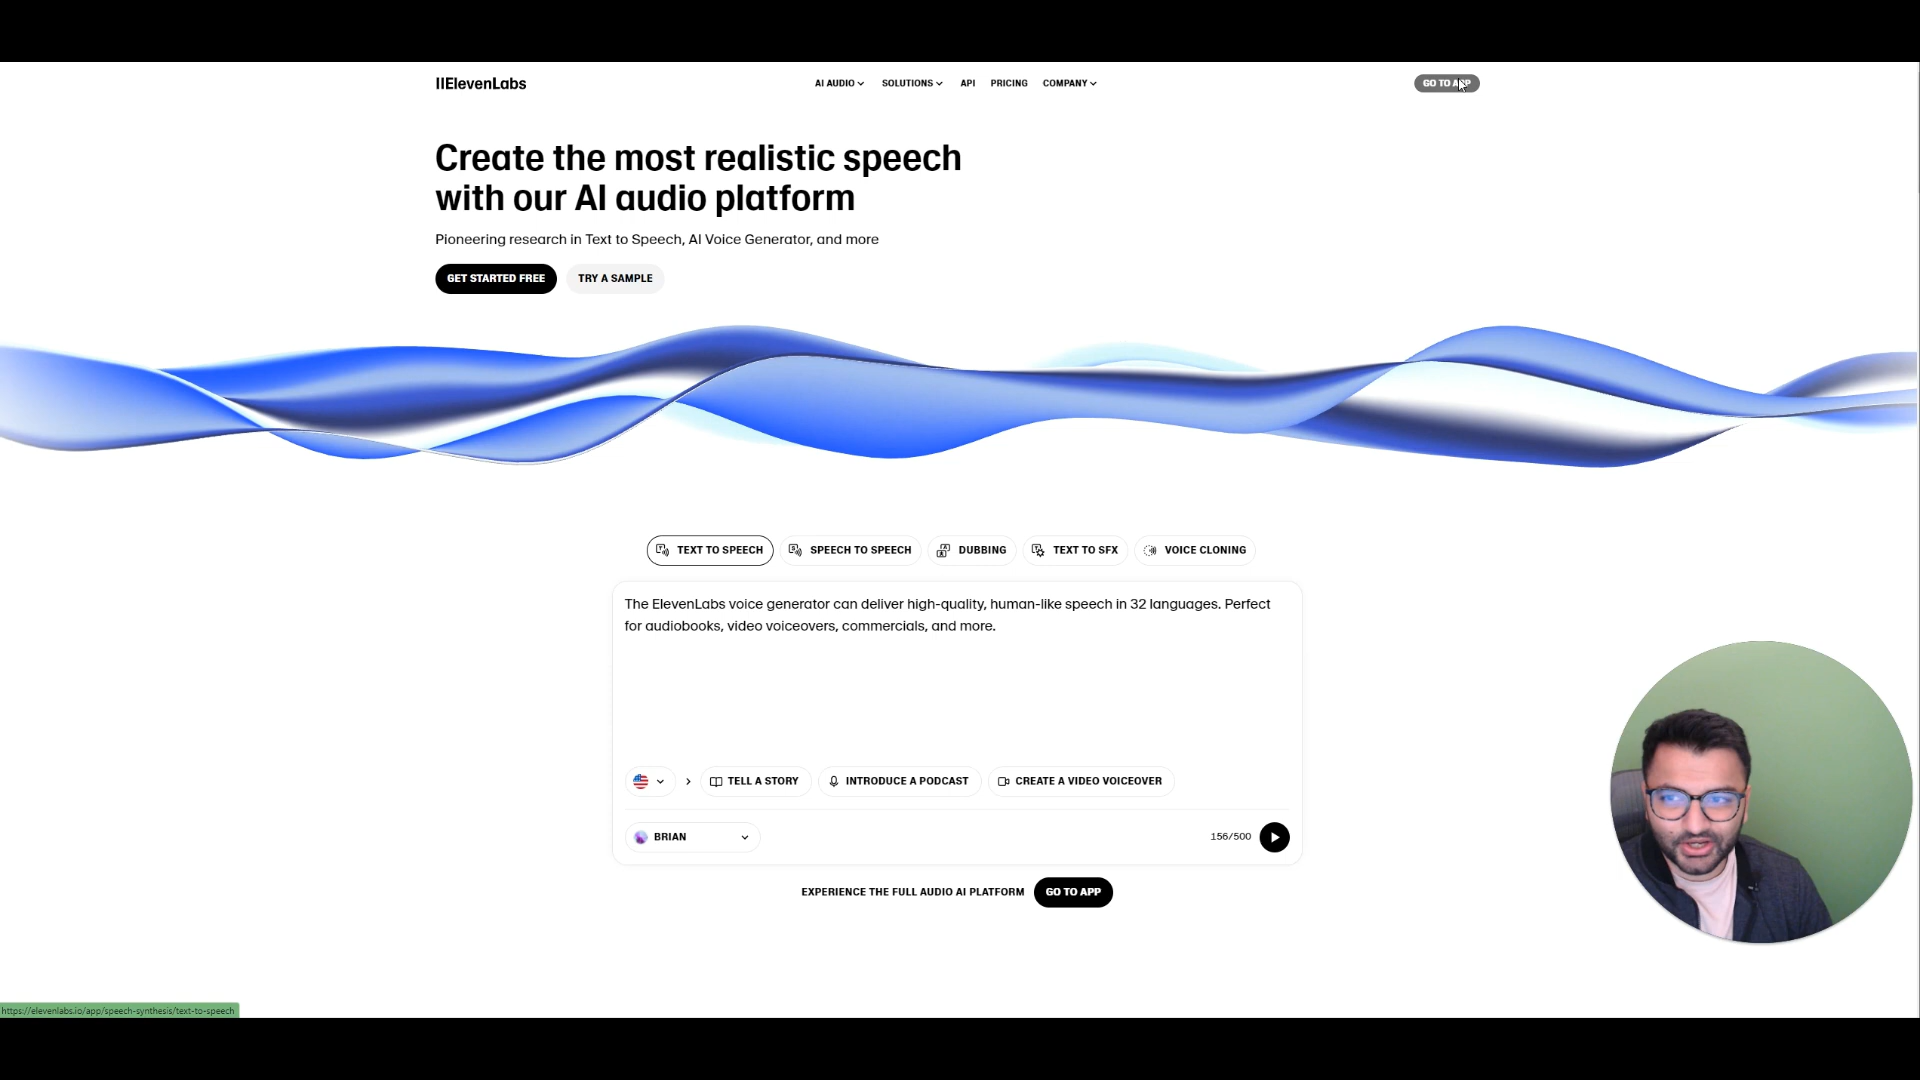 IIElevenLabs
AI AUDIO
SOLUTIONS
API
PRICING
COMPANY
GO TO APP
Create the most realistic speech
with our AI audio platform
Pioneering research in Text to Speech, AI Voice Generator, and more
GET STARTED FREE
TRY A SAMPLE
TEXT TO SPEECH
SPEECH TO SPEECH
DUBBING
TEXT TO SFX
VOICE CLONING
The ElevenLabs voice generator can deliver high-quality, human-like speech in 32 languages. Perfect
for audiobooks, video voiceovers, commercials, and more.
TELL A STORY
INTRODUCE A PODCAST
CREATE A VIDEO VOICEOVER
BRIAN
156/500
EXPERIENCE THE FULL AUDIO AI PLATFORM
GO TO APP
https://elevenlabs.io/app/speech-synthesis/text-to-speech